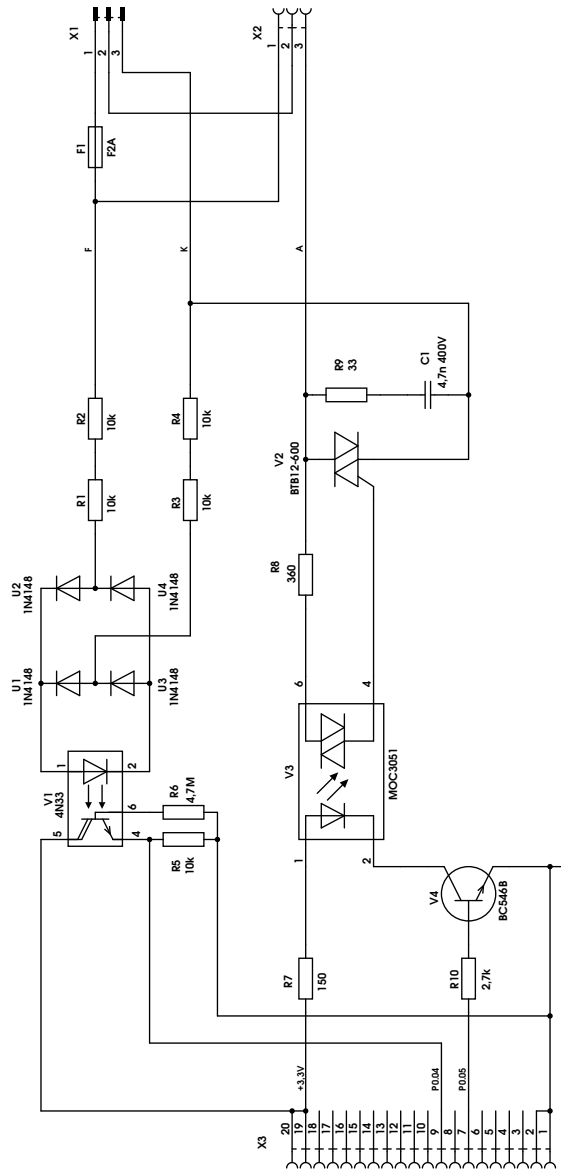 X1
1
2
3
X2
1
2
3
F1
F2A
F
K
A
R2
10k
R4
10k
R1
10k
R3
10k
R9
33
C1
4,7n 400V
V2
BTB12-600
R8
360
U2
1N4148
U4
1N4148
U1
1N4148
U3
1N4148
V1
4N33
1
2
5
6
4
R6
4,7M
R5
10k
V3
MOC3051
6
4
1
2
V4
BC546B
R7
150
R10
2,7k
+3,3V
P0.04
P0.05
X3
20
19
18
17
16
15
14
13
12
11
10
9
8
7
6
5
4
3
2
1